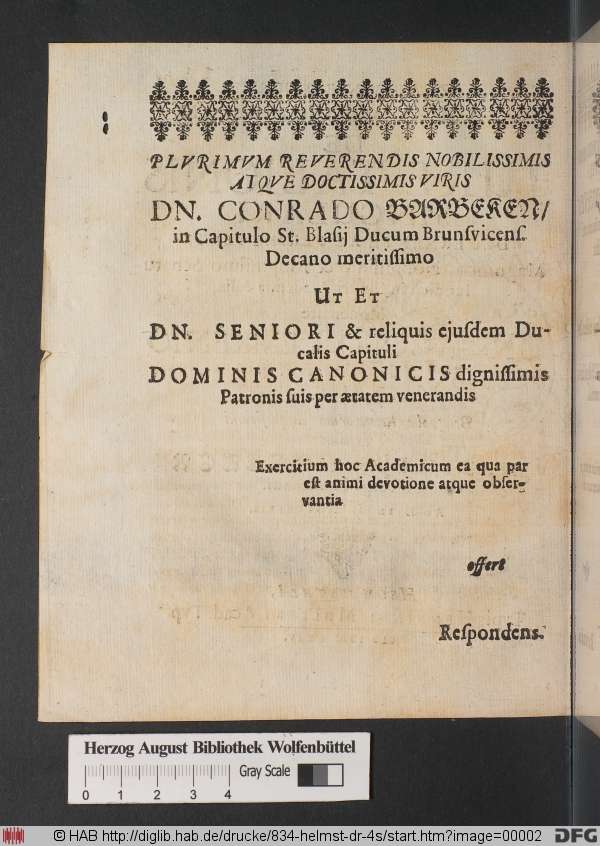 PLVRIMVM REVERENDIS NOBILISSIMIS
ATQVE DOCTISSIMIS VIRIS
DN. CONRADO BARBEKEN/
in Capitulo St. Blasij Ducum Brunsvicens.
Decano meritissimo
UT ET
DN. SENIORI & reliquis ejusdem Du-
calis Capituli
DOMINIS CANONICIS dignissimis
Patronis suis per ætatem venerandis
Exercitium hoc Academicum ea qua par
est animi devotione atque obser-
vantia
offert
Respondens.
Herzog August Bibliothek Wolfenbüttel
Gray Scale
0 1 2 3 4
© HAB http://diglib.hab.de/drucke/834-helmst-dr-4s/start.htm?image=00002
DFG